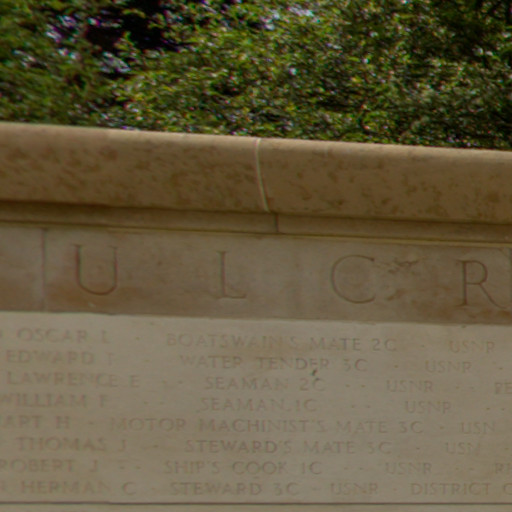 U L C R
OSCAR L - BOATSWAIN'S MATE 2C - USNR
EDWARD - WATER TENDER 3C - USNR -
LAWRENCE E - SEAMAN 2C - USNR -
WILLIAM - SEAMAN 1C - USNR -
H - MOTOR MACHINIST'S MATE 3C - USN
THOMAS J - STEWARD'S MATE 3C - USN
ROBERT J - SHIP'S COOK 1C - USNR -
HERMAN C - STEWARD 3C - USNR - DISTRICT